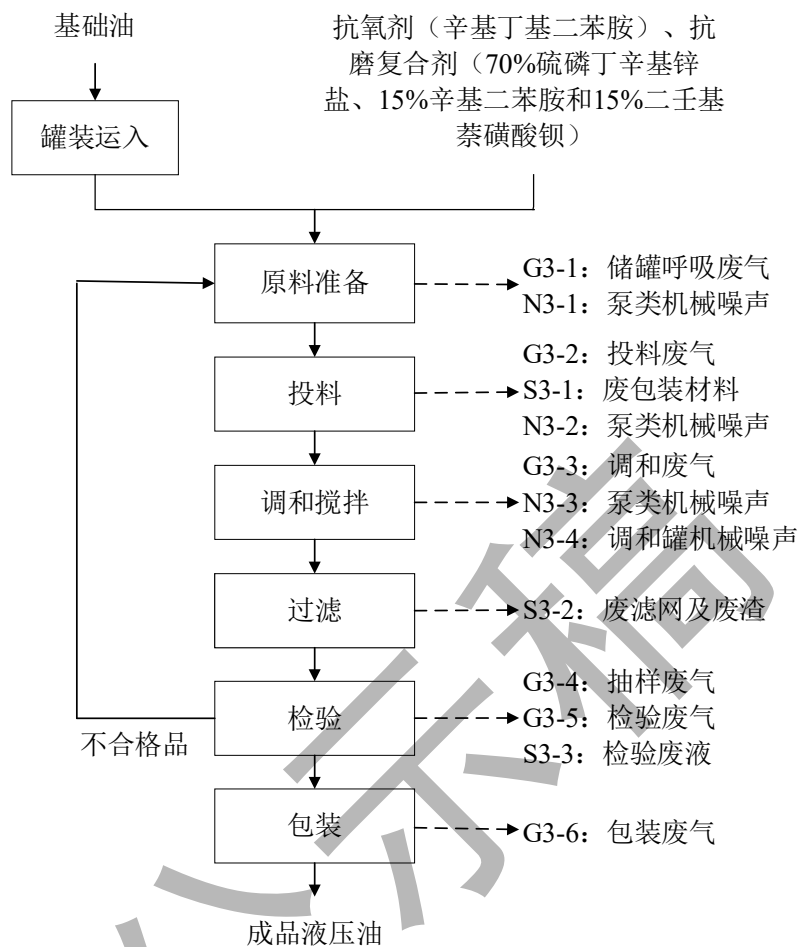 基础油
抗氧剂（辛基丁基二苯胺）、抗
磨复合剂（70%硫磷丁辛基锌
盐、15%辛基二苯胺和15%二壬基
萘磺酸钡）
罐装运入
原料准备
G3-1：储罐呼吸废气
N3-1：泵类机械噪声
投料
G3-2：投料废气
S3-1：废包装材料
N3-2：泵类机械噪声
调和搅拌
G3-3：调和废气
N3-3：泵类机械噪声
N3-4：调和罐机械噪声
过滤
S3-2：废滤网及废渣
检验
G3-4：抽样废气
G3-5：检验废气
S3-3：检验废液
不合格品
包装
G3-6：包装废气
成品液压油
公示稿